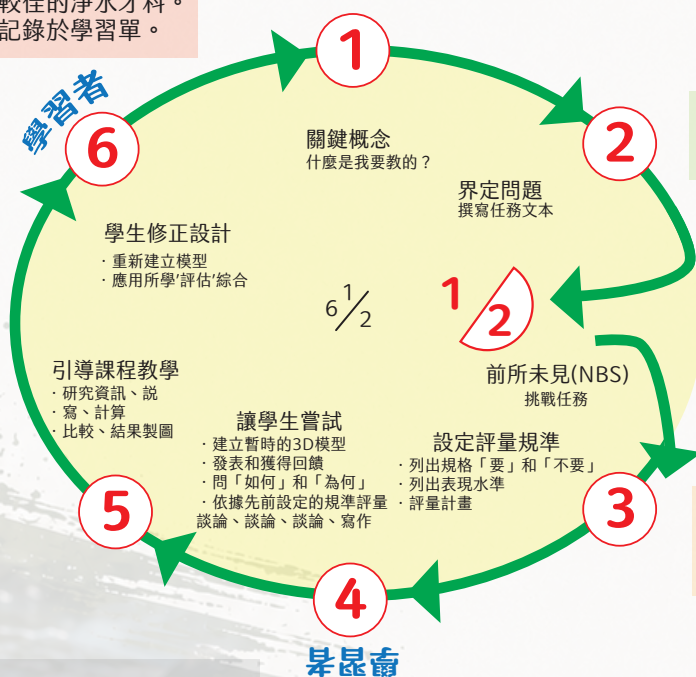 較佳的淨水才科。
記錄於學習單。
1
關鍵概念
什麼是我要教的？
2
界定問題
撰寫任務文本
1/2
前所未見(NBS)
挑戰任務
3
設定評量規準
· 列出規格「要」和「不要」
· 列出表現水準
· 評量計畫
4
學習者
讓學生嘗試
· 建立暫時的3D模型
· 發表和獲得回饋
· 問「如何」和「為何」
· 依據先前設定的規準評量
談論、談論、談論、寫作
5
引導課程教學
· 研究資訊、説
· 寫、計算
· 比較、結果製圖
6
學習者
學生修正設計
· 重新建立模型
· 應用所學’評估’綜合
6 1/2